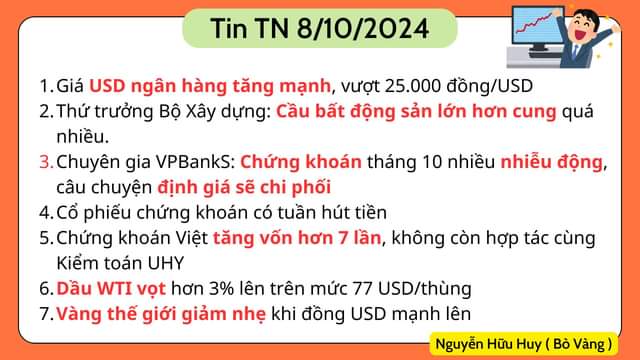 Tin TN 8/10/2024
1. Giá USD ngân hàng tăng mạnh, vượt 25.000 đồng/USD
2. Thứ trưởng Bộ Xây dựng: Cầu bất động sản lớn hơn cung quá
nhiều.
3. Chuyên gia VPBankS: Chứng khoán tháng 10 nhiều nhiễu động,
câu chuyện định giá sẽ chi phối
4. Cổ phiếu chứng khoán có tuần hút tiền
5. Chứng khoán Việt tăng vốn hơn 7 lần, không còn hợp tác cùng
Kiểm toán UHY
6. Dầu WTI vọt hơn 3% lên trên mức 77 USD/thùng
7. Vàng thế giới giảm nhẹ khi đồng USD mạnh lên
Nguyễn Hữu Huy ( Bò Vàng )